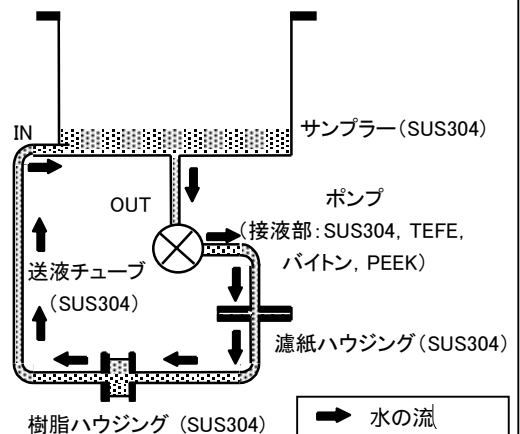 IN
サンプラー(SUS304)
OUT
ポンプ
(接液部:SUS304, TEFE,
バイトン, PEEK)
送液チューブ
(SUS304)
濾紙ハウジング(SUS304)
樹脂ハウジング (SUS304)
水の流